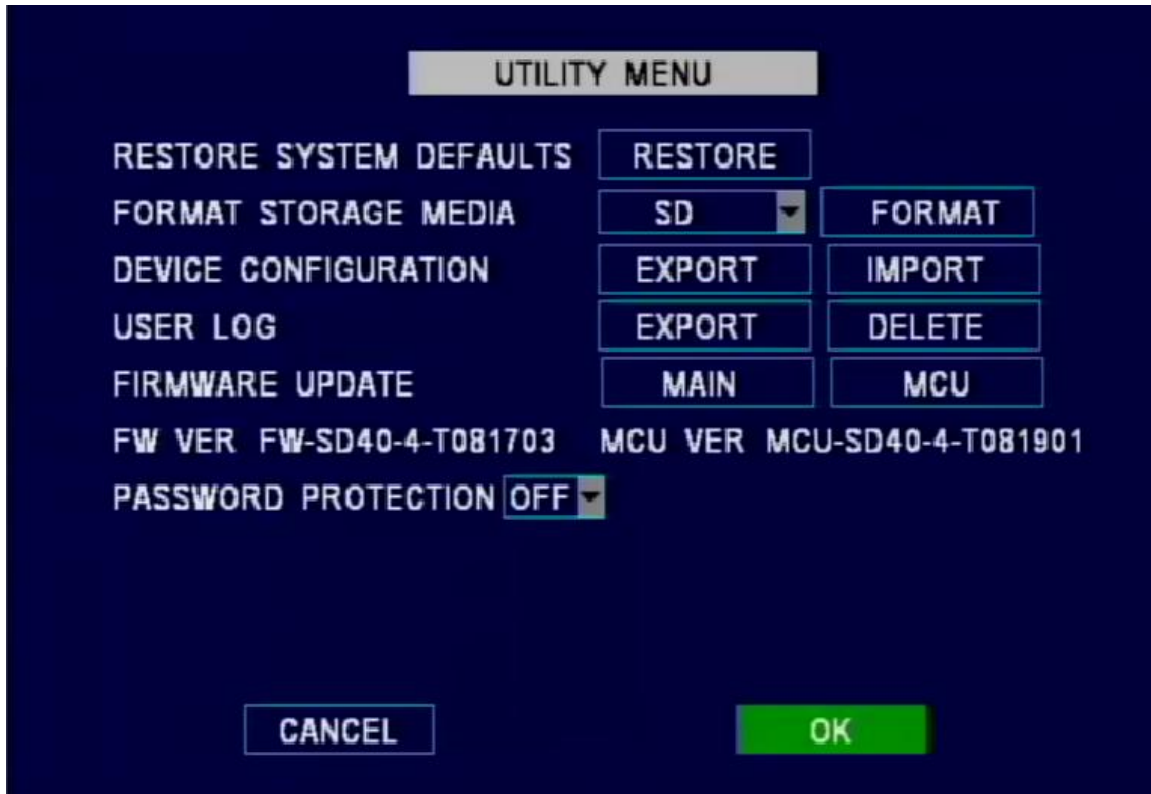 UTILITY MENU
RESTORE SYSTEM DEFAULTS RESTORE
FORMAT STORAGE MEDIA SD FORMAT
DEVICE CONFIGURATION EXPORT IMPORT
USER LOG EXPORT DELETE
FIRMWARE UPDATE MAIN MCU
FW VER FW-SD40-4-T081703 MCU VER MCU-SD40-4-T081901
PASSWORD PROTECTION OFF
CANCEL OK